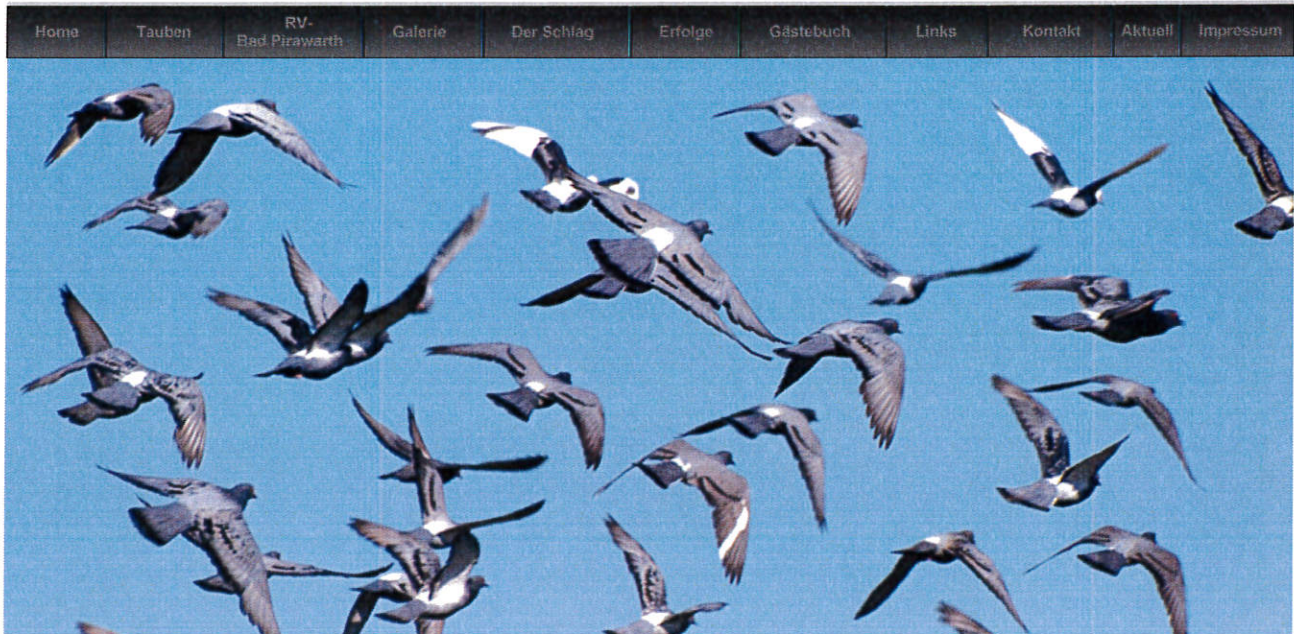 Home
Tauben
RV-
Bad Pirawarth
Galerie
Der Schlag
Erfolge
Gästebuch
Links
Kontakt
Aktuell
Impressum